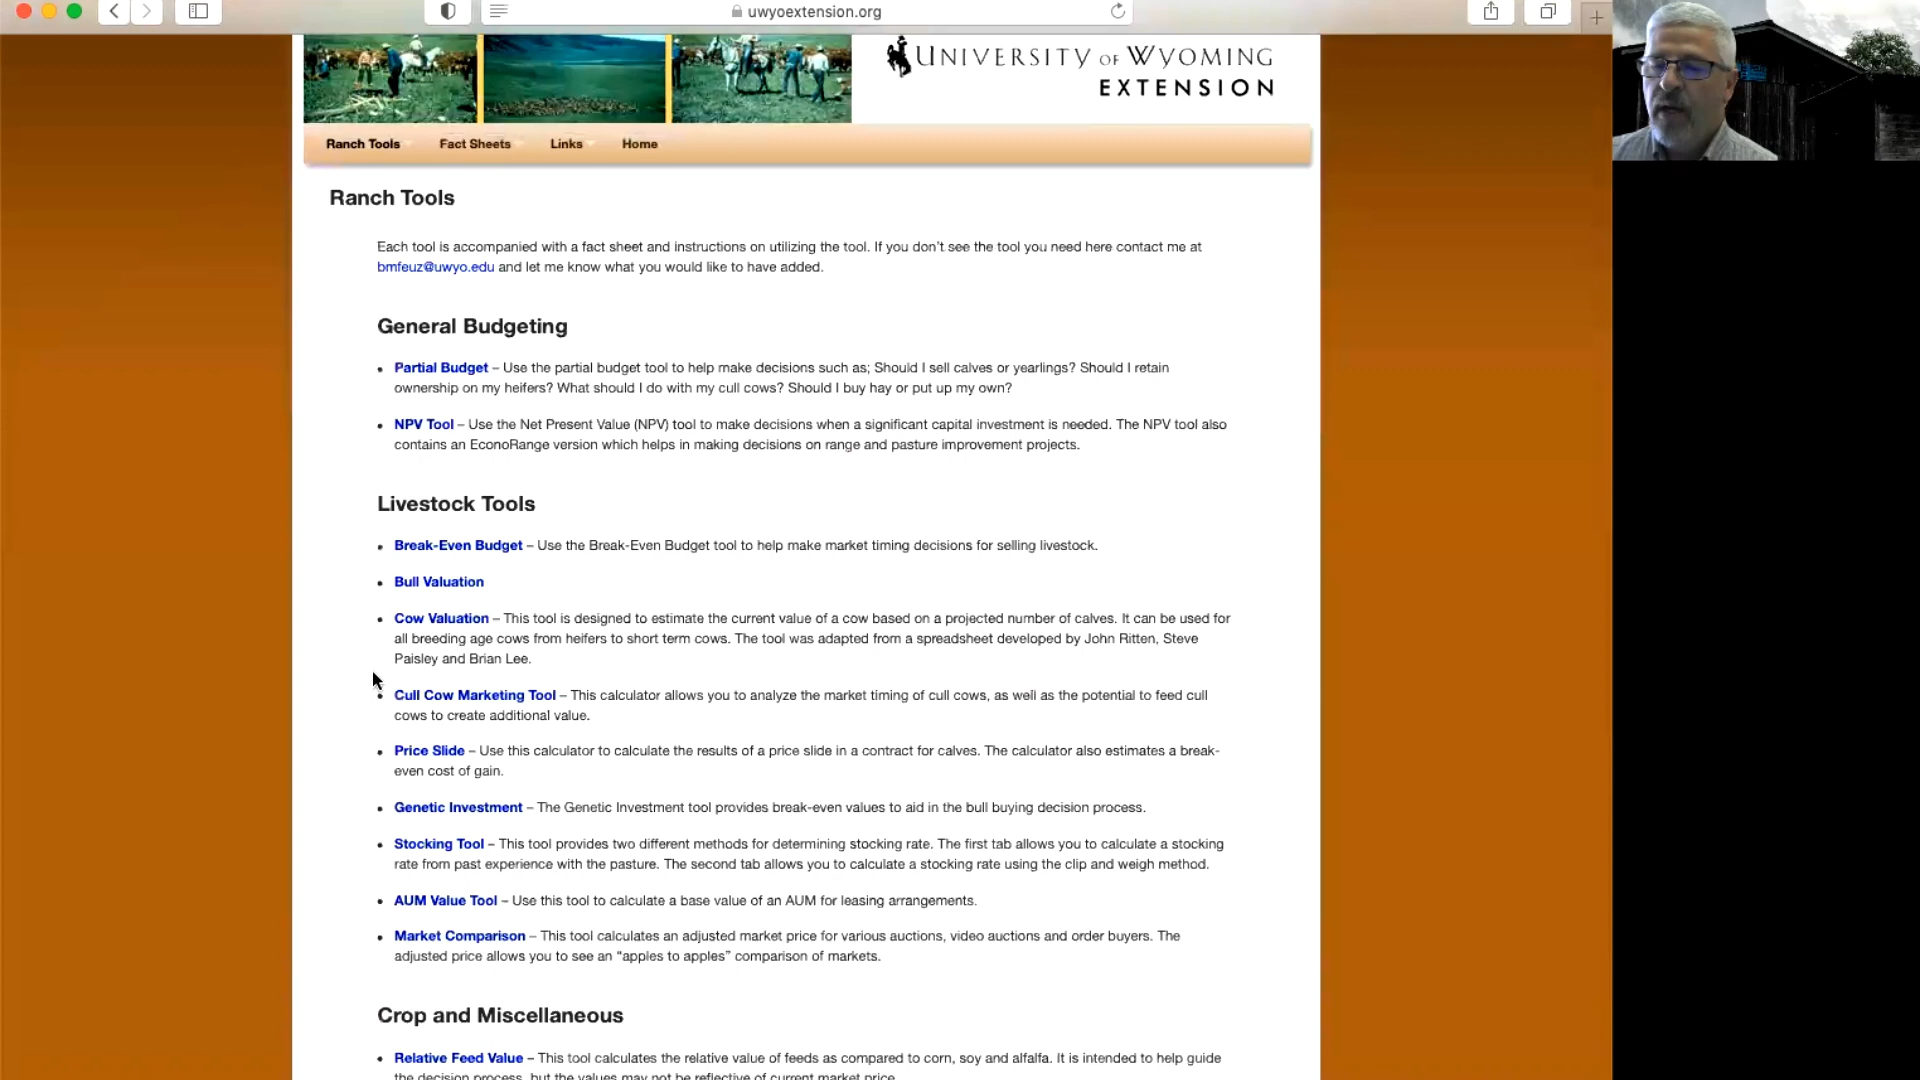 uwyoextension.org
UNIVERSITY OF WYOMING
EXTENSION
Ranch Tools Fact Sheets Links Home
Ranch Tools
Each tool is accompanied with a fact sheet and instructions on utilizing the tool. If you don't see the tool you need here contact me at
bmfeuz@uwyo.edu and let me know what you would like to have added.
General Budgeting
• Partial Budget – Use the partial budget tool to help make decisions such as; Should I sell calves or yearlings? Should I retain
ownership on my heifers? What should I do with my cull cows? Should I buy hay or put up my own?
• NPV Tool – Use the Net Present Value (NPV) tool to make decisions when a significant capital investment is needed. The NPV tool also
contains an EconoRange version which helps in making decisions on range and pasture improvement projects.
Livestock Tools
• Break-Even Budget – Use the Break-Even Budget tool to help make market timing decisions for selling livestock.
• Bull Valuation
• Cow Valuation – This tool is designed to estimate the current value of a cow based on a projected number of calves. It can be used for
all breeding age cows from heifers to short term cows. The tool was adapted from a spreadsheet developed by John Ritten, Steve
Paisley and Brian Lee.
• Cull Cow Marketing Tool – This calculator allows you to analyze the market timing of cull cows, as well as the potential to feed cull
cows to create additional value.
• Price Slide – Use this calculator to calculate the results of a price slide in a contract for calves. The calculator also estimates a break-
even cost of gain.
• Genetic Investment – The Genetic Investment tool provides break-even values to aid in the bull buying decision process.
• Stocking Tool – This tool provides two different methods for determining stocking rate. The first tab allows you to calculate a stocking
rate from past experience with the pasture. The second tab allows you to calculate a stocking rate using the clip and weigh method.
• AUM Value Tool – Use this tool to calculate a base value of an AUM for leasing arrangements.
• Market Comparison – This tool calculates an adjusted market price for various auctions, video auctions and order buyers. The
adjusted price allows you to see an “apples to apples” comparison of markets.
Crop and Miscellaneous
• Relative Feed Value – This tool calculates the relative value of feeds as compared to corn, soy and alfalfa. It is intended to help guide
the decision process, but the values may not be reflective of current market price.